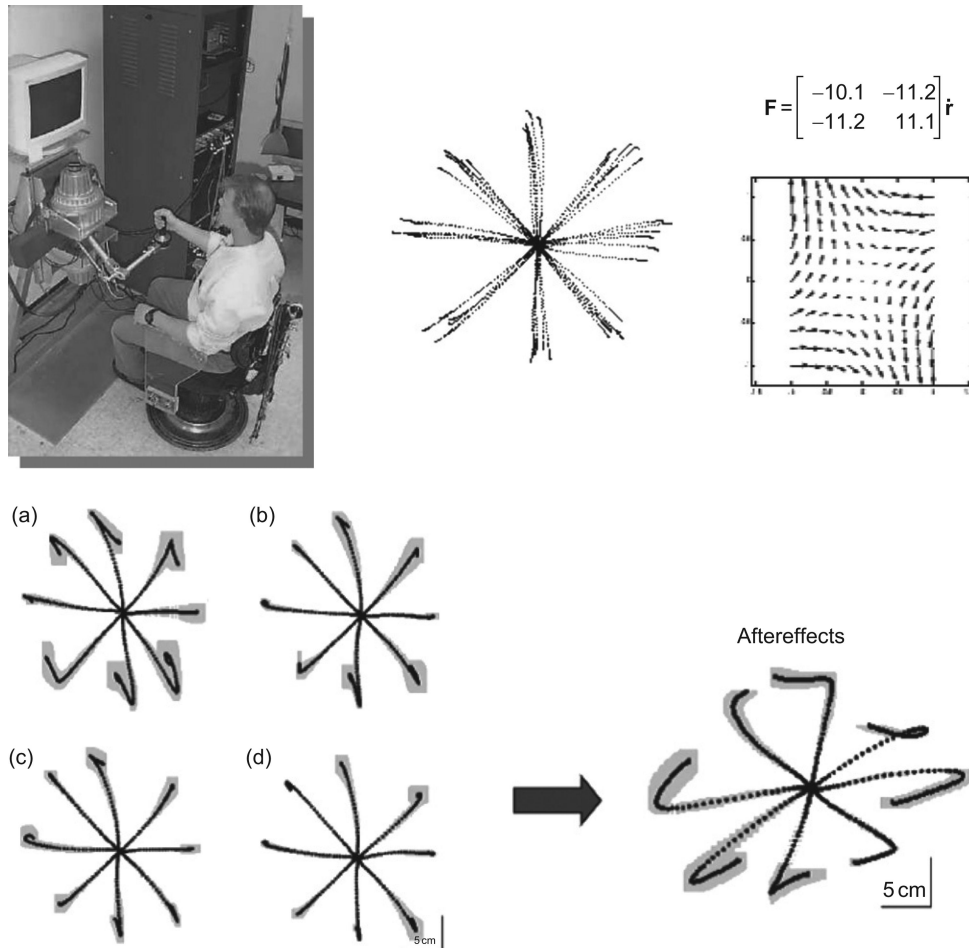 F = [ −10.1 −11.2
−11.2 11.1 ] ṙ
(a)
(b)
Aftereffects
(c)
(d)
5 cm
5 cm